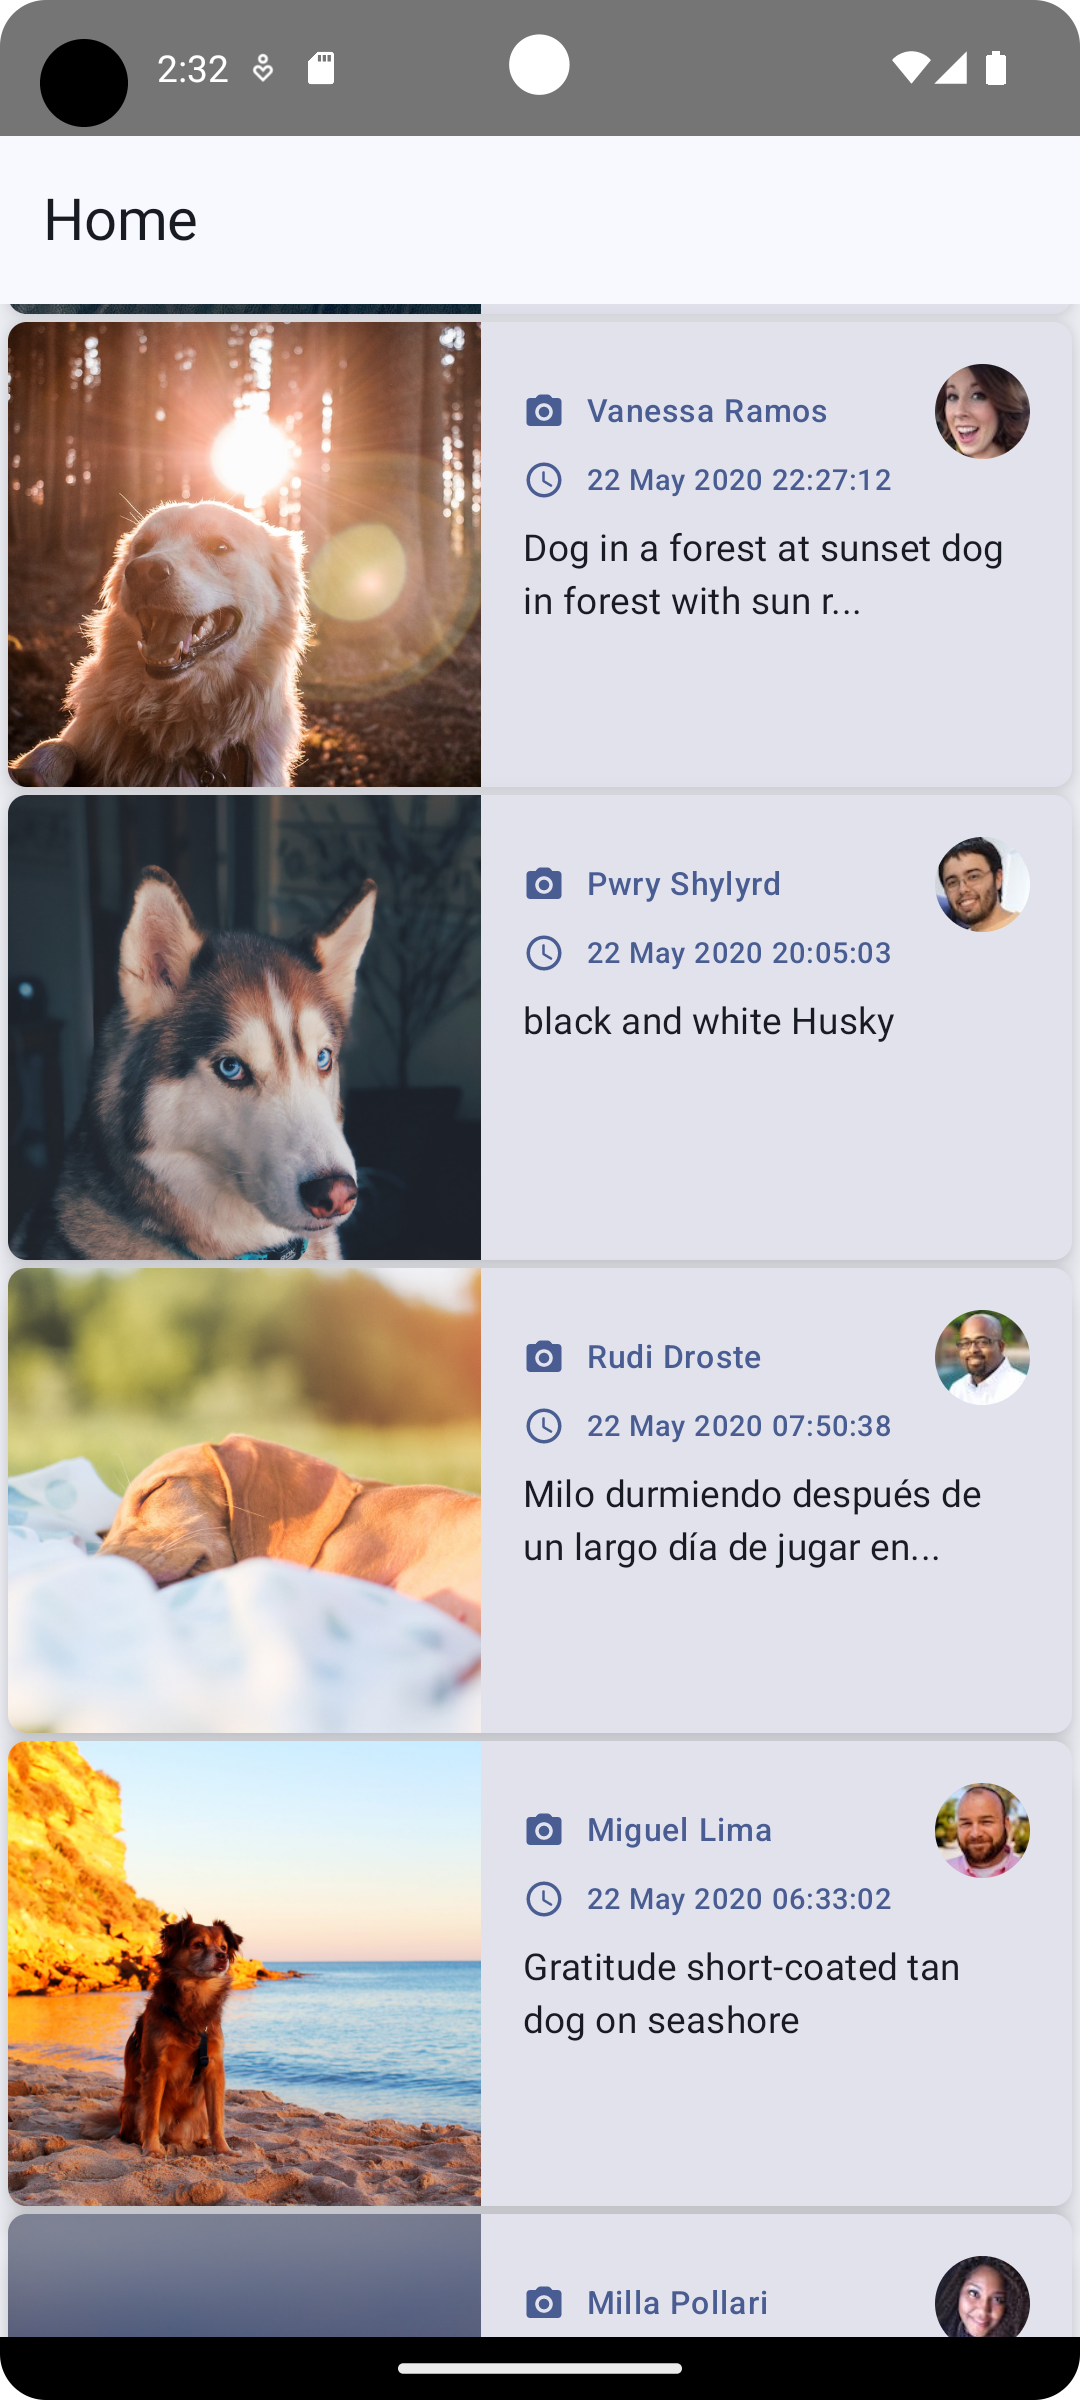 2:32
Home
Vanessa Ramos
22 May 2020 22:27:12
Dog in a forest at sunset dog
in forest with sun r...
Pwry Shylyrd
22 May 2020 20:05:03
black and white Husky
Rudi Droste
22 May 2020 07:50:38
Milo durmiendo después de
un largo día de jugar en...
Miguel Lima
22 May 2020 06:33:02
Gratitude short-coated tan
dog on seashore
Milla Pollari